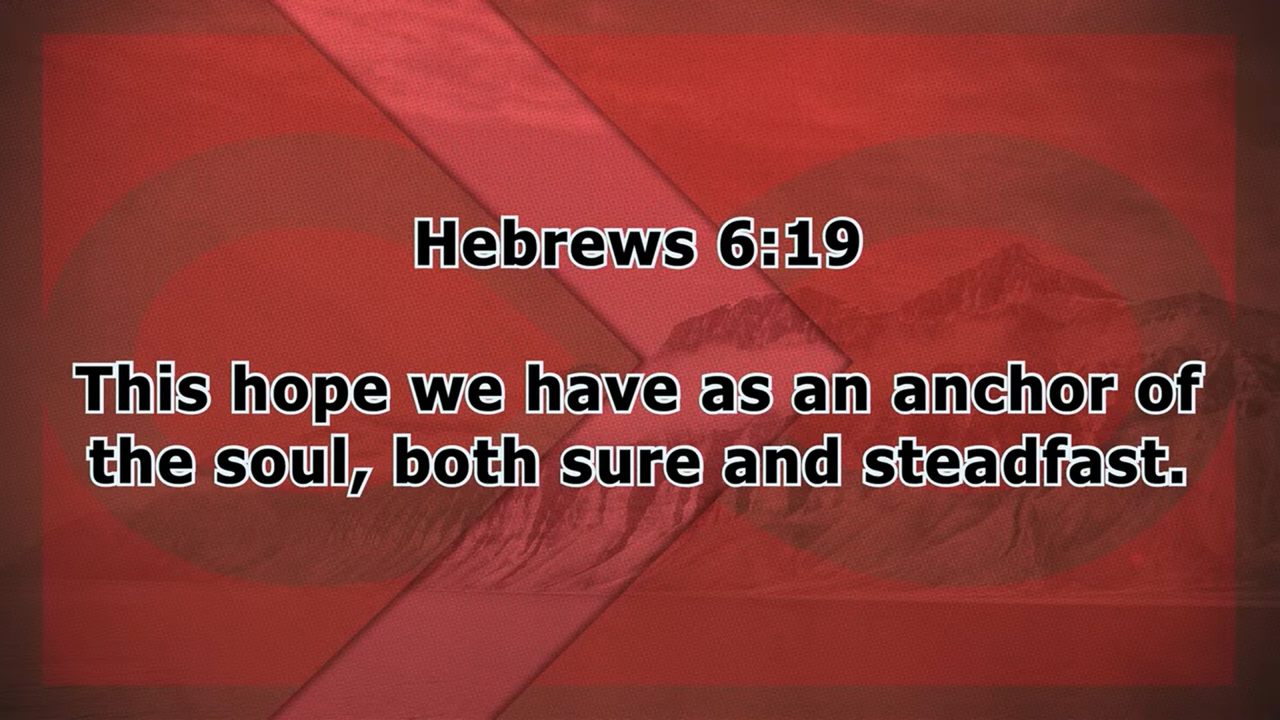 Hebrews 6:19
This hope we have as an anchor of
the soul, both sure and steadfast.